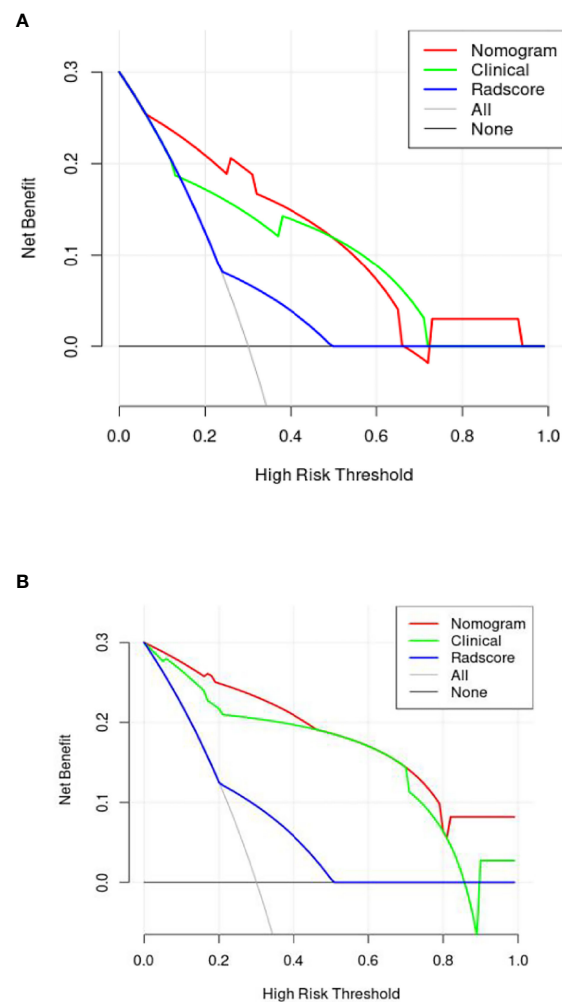 A
Nomogram
Clinical
Radscore
All
None
Net Benefit
0.3
0.2
0.1
0.0
0.0 0.2 0.4 0.6 0.8 1.0
High Risk Threshold
B
Nomogram
Clinical
Radscore
All
None
Net Benefit
0.3
0.2
0.1
0.0
0.0 0.2 0.4 0.6 0.8 1.0
High Risk Threshold